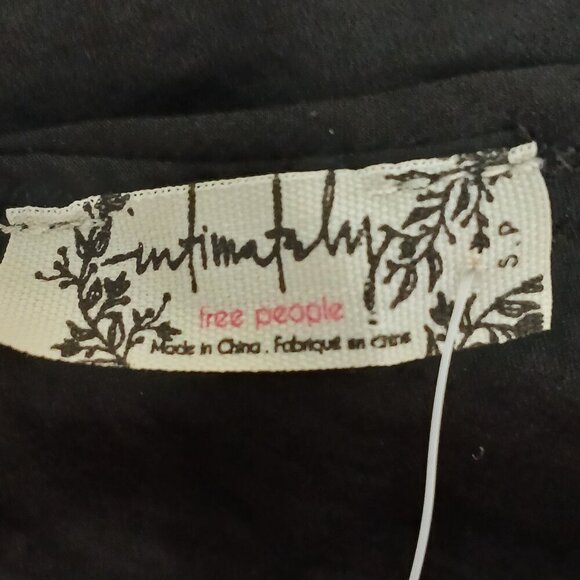 intimately
free people
Made in China . Fabriqué en chine
S.P